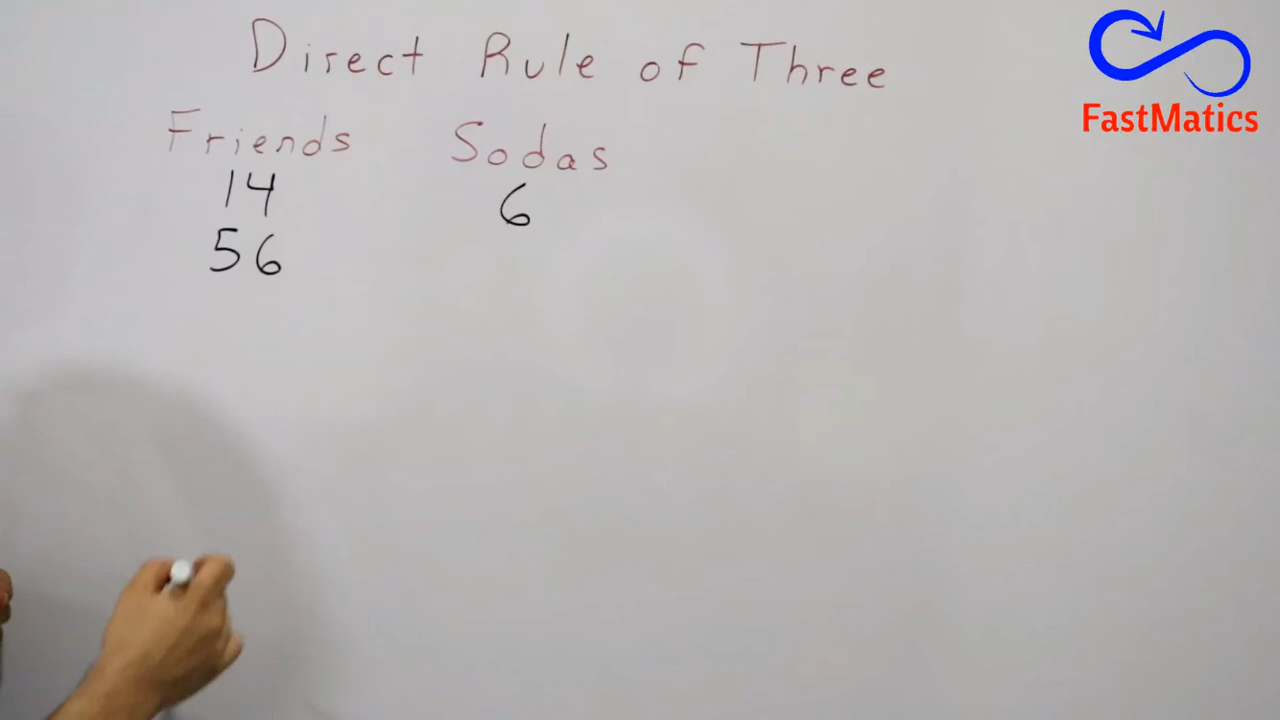 Direct Rule of Three
FastMatics
Friends Sodas
14 6
56